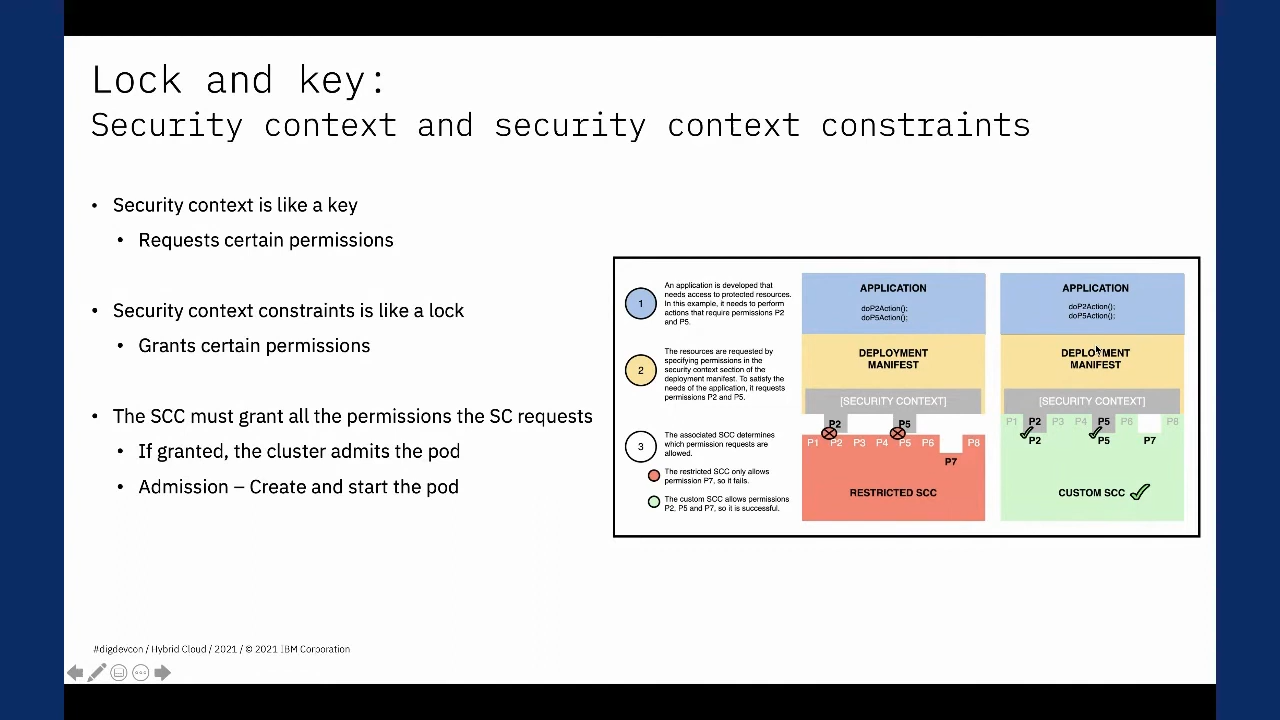 Lock and key:
Security context and security context constraints
• Security context is like a key
• Requests certain permissions
• Security context constraints is like a lock
• Grants certain permissions
• The SCC must grant all the permissions the SC requests
• If granted, the cluster admits the pod
• Admission – Create and start the pod
1
An application is developed that
needs access to protected resources.
In this example, it needs to perform
actions that require permissions P2
and P5.
2
The resources are requested by
specifying permissions in the
security context section of the
deployment manifest. To satisfy the
needs of the application, it requests
permissions P2 and P5.
3
The associated SCC determines
which permission requests are
allowed.
The restricted SCC only allows
permission P7, so it fails.
The custom SCC allows permissions
P2, P5 and P7, so it is successful.
APPLICATION
doP2Action();
doP5Action();
DEPLOYMENT
MANIFEST
[SECURITY CONTEXT]
P2 P5
P1 P2 P3 P4 P5 P6 P8
P7
RESTRICTED SCC
APPLICATION
doP2Action();
doP5Action();
DEPLOYMENT
MANIFEST
[SECURITY CONTEXT]
P1 P2 P3 P4 P5 P6 P8
P2 P5 P7
CUSTOM SCC
#digdevcon / Hybrid Cloud / 2021 / © 2021 IBM Corporation